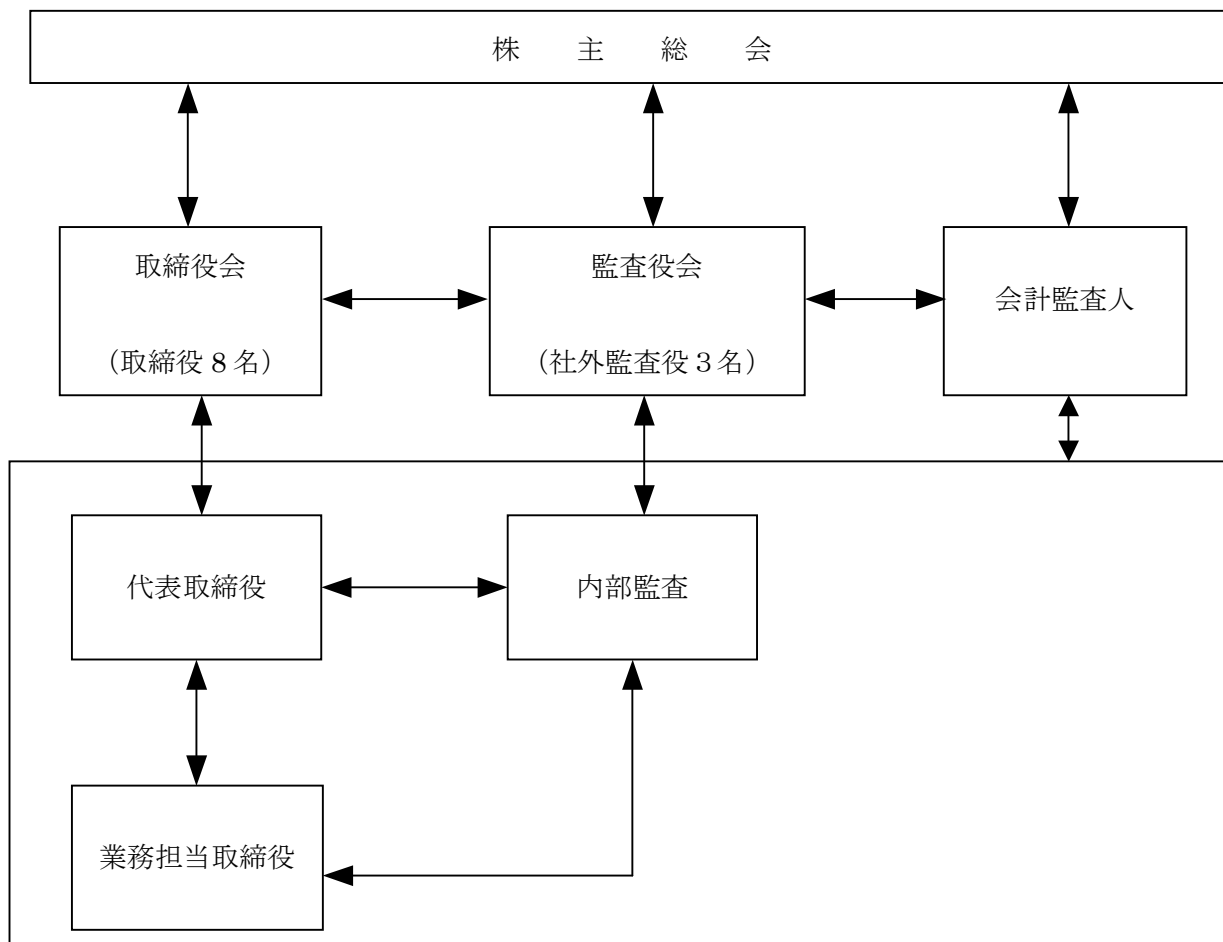 株 主 総 会
取締役会
（取締役８名）
監査役会
（社外監査役３名）
会計監査人
代表取締役
内部監査
業務担当取締役